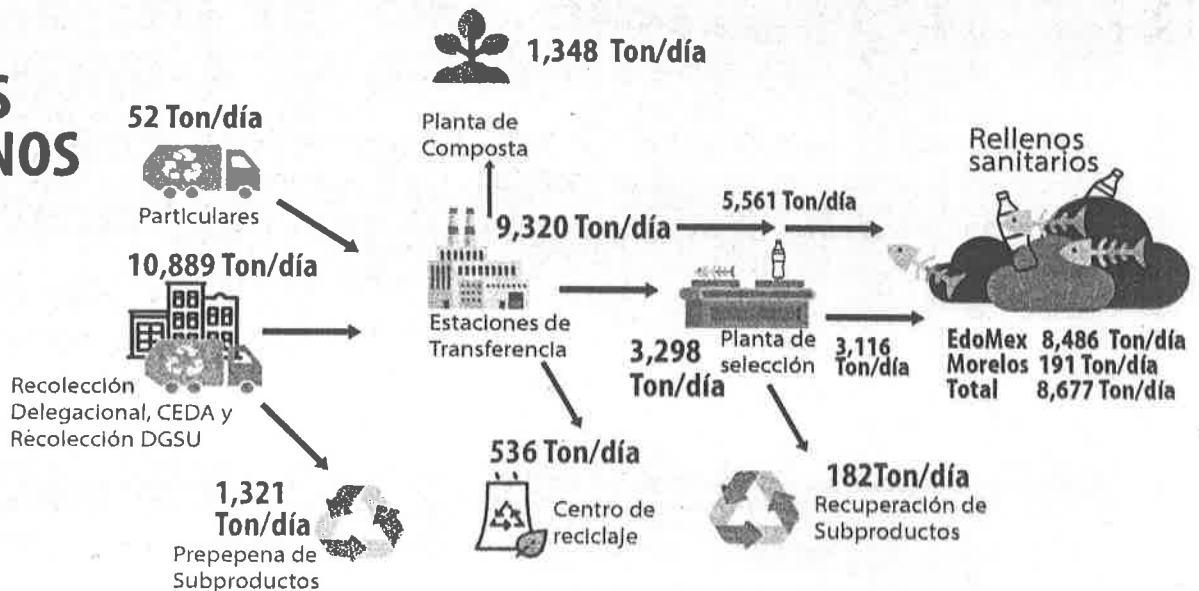 S
NOS
1,348 Ton/día
Planta de
Composta
52 Ton/día
Particulares
10,889 Ton/día
Recolección
Delegacional, CEDA y
Recolección DGSU
1,321
Ton/día
Prepepena de
Subproductos
9,320 Ton/día
Estaciones de
Transferencia
536 Ton/día
Centro de
reciclaje
5,561 Ton/día
3,298
Ton/día
Planta de
selección
3,116
Ton/día
182Ton/día
Recuperación de
Subproductos
Rellenos
sanitarios
EdoMex 8,486 Ton/día
Morelos 191 Ton/día
Total 8,677 Ton/día